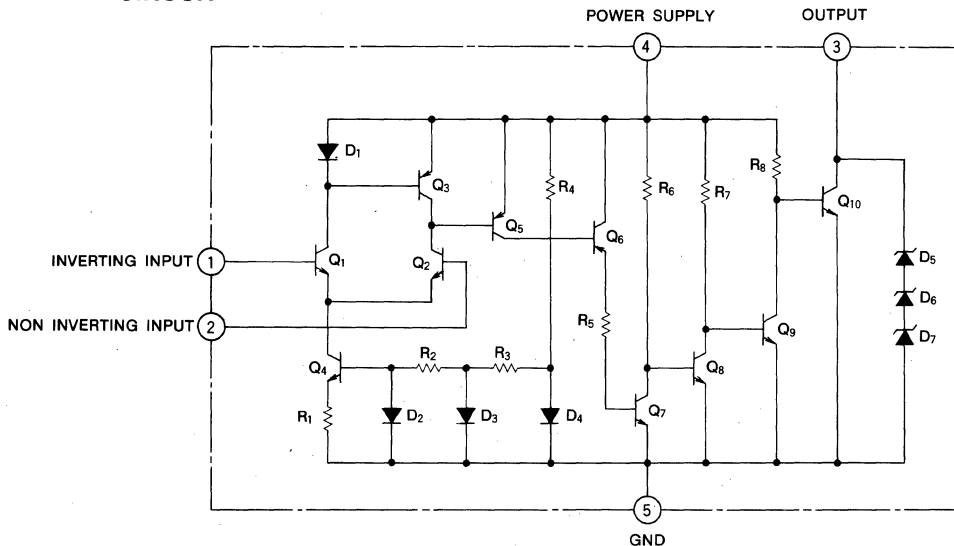 POWER SUPPLY
OUTPUT
4
3
D1
Q3
R4
R6
R7
R8
Q10
Q5
Q6
INVERTING INPUT 1
Q1
Q2
D5
D6
D7
NON INVERTING INPUT 2
R5
Q9
Q4
R2
R3
Q8
R1
D2
D3
D4
Q7
5
GND